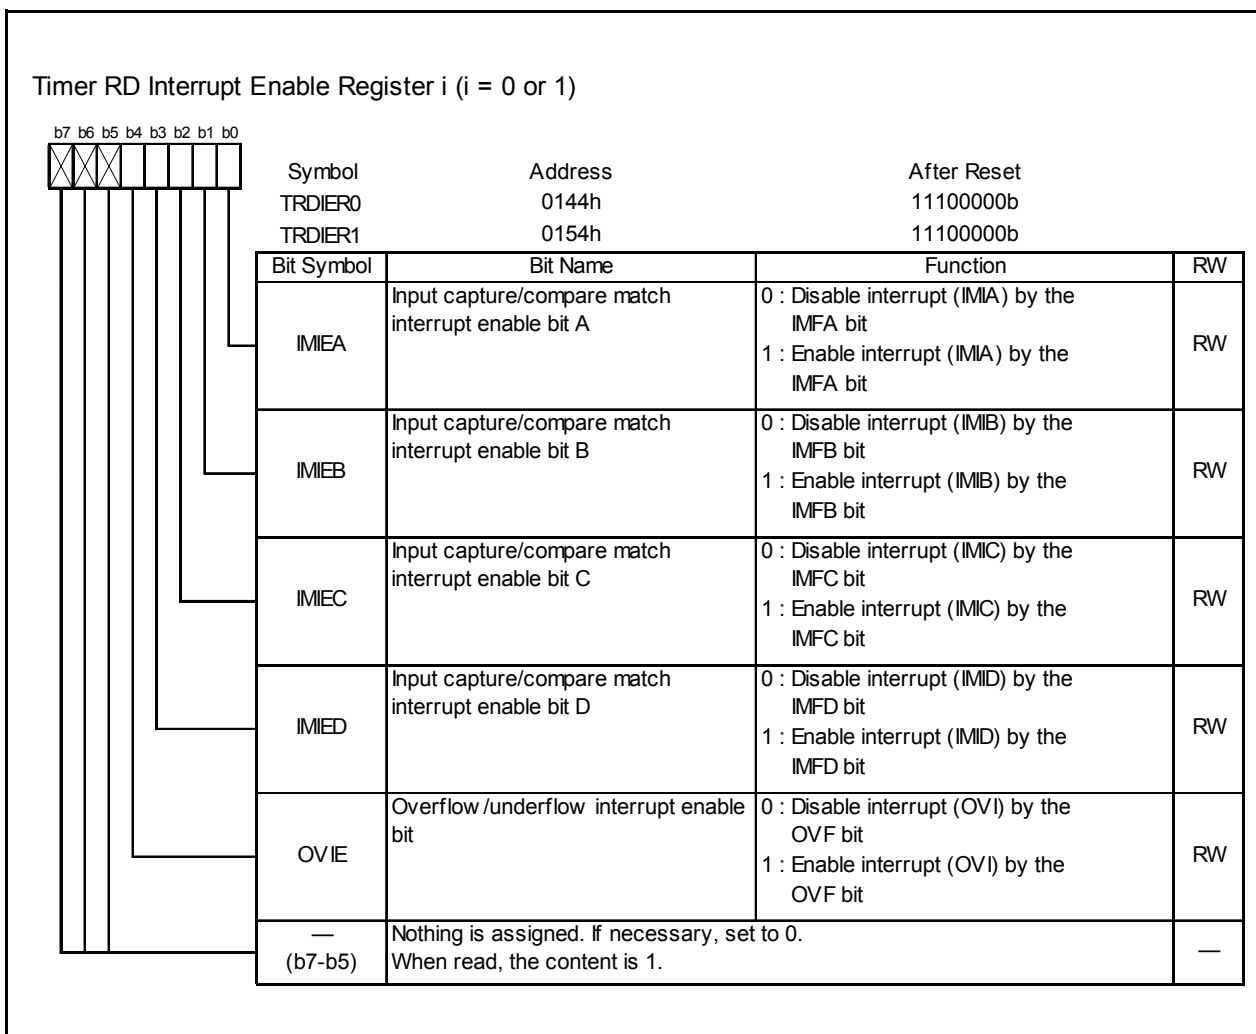 Timer RD Interrupt Enable Register i (i = 0 or 1)
b7 b6 b5 b4 b3 b2 b1 b0
Symbol Address After Reset
TRDIER0 0144h 11100000b
TRDIER1 0154h 11100000b
Bit Symbol Bit Name Function RW
IMIEA
Input capture/compare match
interrupt enable bit A
0 : Disable interrupt (IMIA) by the
IMFA bit
1 : Enable interrupt (IMIA) by the
IMFA bit
RW
IMIEB
Input capture/compare match
interrupt enable bit B
0 : Disable interrupt (IMIB) by the
IMFB bit
1 : Enable interrupt (IMIB) by the
IMFB bit
RW
IMIEC
Input capture/compare match
interrupt enable bit C
0 : Disable interrupt (IMIC) by the
IMFC bit
1 : Enable interrupt (IMIC) by the
IMFC bit
RW
IMIED
Input capture/compare match
interrupt enable bit D
0 : Disable interrupt (IMID) by the
IMFD bit
1 : Enable interrupt (IMID) by the
IMFD bit
RW
OVIE
Overflow/underflow interrupt enable
bit
0 : Disable interrupt (OVI) by the
OVF bit
1 : Enable interrupt (OVI) by the
OVF bit
RW
—
(b7-b5)
Nothing is assigned. If necessary, set to 0.
When read, the content is 1.
—